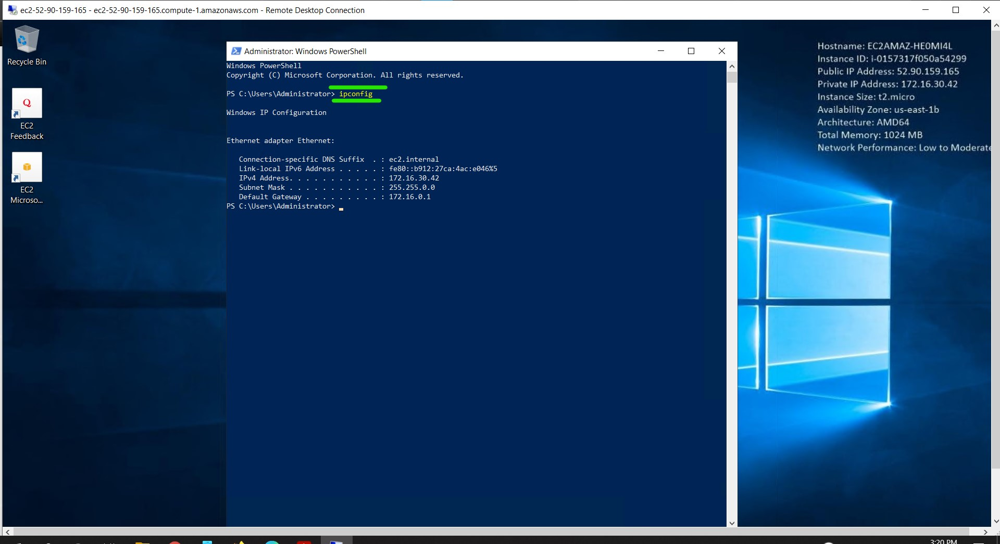 ec2-52-90-159-165 - ec2-52-90-159-165.compute-1.amazonaws.com - Remote Desktop Connection
Recycle Bin
EC2
Feedback
EC2
Microso...
Administrator: Windows PowerShell
Windows PowerShell
Copyright (C) Microsoft Corporation. All rights reserved.
PS C:\Users\Administrator> ipconfig
Windows IP Configuration
Ethernet adapter Ethernet:
Connection-specific DNS Suffix  . : ec2.internal
Link-local IPv6 Address . . . . . : fe80::b912:27ca:4ac:e046%5
IPv4 Address. . . . . . . . . . . : 172.16.30.42
Subnet Mask . . . . . . . . . . . : 255.255.0.0
Default Gateway . . . . . . . . . : 172.16.0.1
PS C:\Users\Administrator>
Hostname: EC2AMAZ-HE0MI4L
Instance ID: i-0157317f050a54299
Public IP Address: 52.90.159.165
Private IP Address: 172.16.30.42
Instance Size: t2.micro
Availability Zone: us-east-1b
Architecture: AMD64
Total Memory: 1024 MB
Network Performance: Low to Moderate
3:20 PM